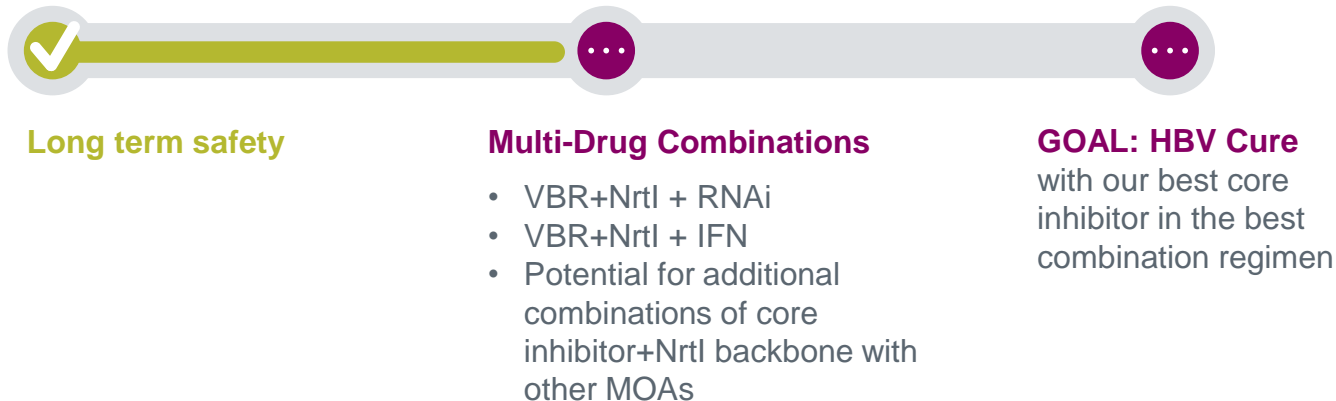 Long term safety
Multi-Drug Combinations
• VBR+NrtI + RNAi
• VBR+NrtI + IFN
• Potential for additional
combinations of core
inhibitor+NrtI backbone with
other MOAs
GOAL: HBV Cure
with our best core
inhibitor in the best
combination regimen